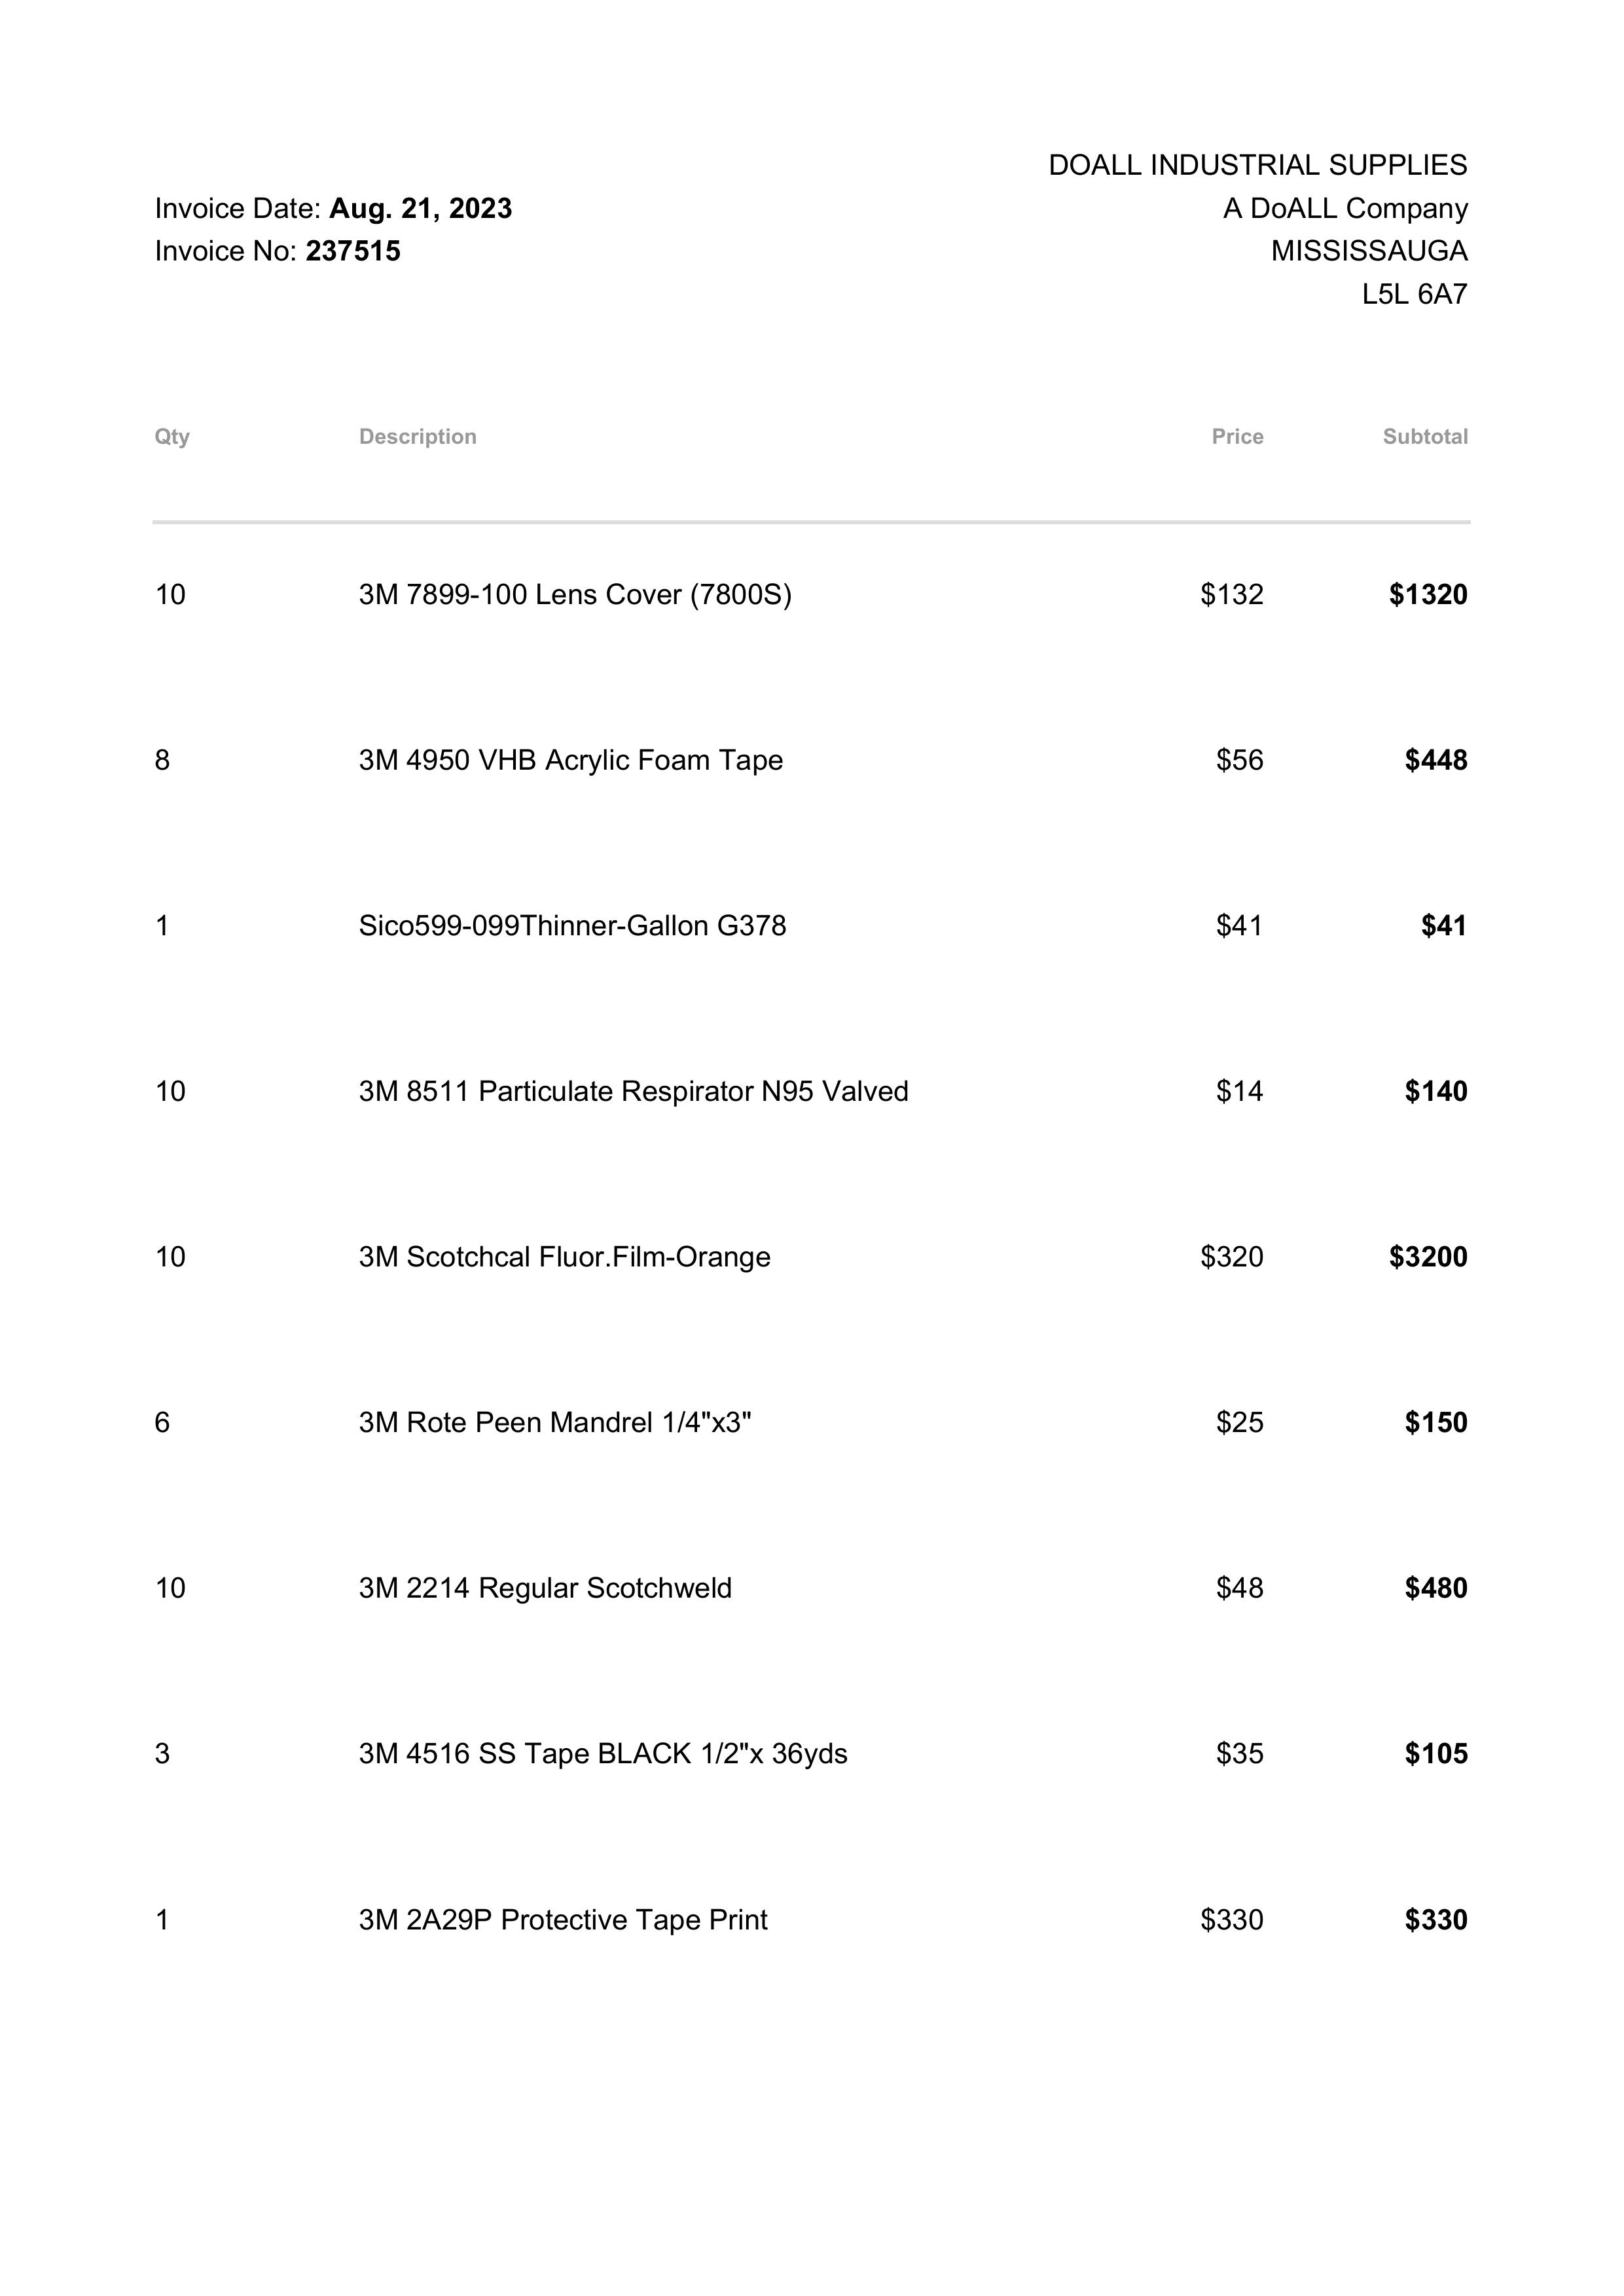 DOALL INDUSTRIAL SUPPLIES
Invoice Date: Aug. 21, 2023 A DoALL Company
Invoice No: 237515 MISSISSAUGA
L5L 6A7
Qty Description Price Subtotal
10 3M 7899-100 Lens Cover (7800S) $132 $1320
8 3M 4950 VHB Acrylic Foam Tape $56 $448
1 Sico599-099Thinner-Gallon G378 $41 $41
10 3M 8511 Particulate Respirator N95 Valved $14 $140
10 3M Scotchcal Fluor.Film-Orange $320 $3200
6 3M Rote Peen Mandrel 1/4"x3" $25 $150
10 3M 2214 Regular Scotchweld $48 $480
3 3M 4516 SS Tape BLACK 1/2"x 36yds $35 $105
1 3M 2A29P Protective Tape Print $330 $330